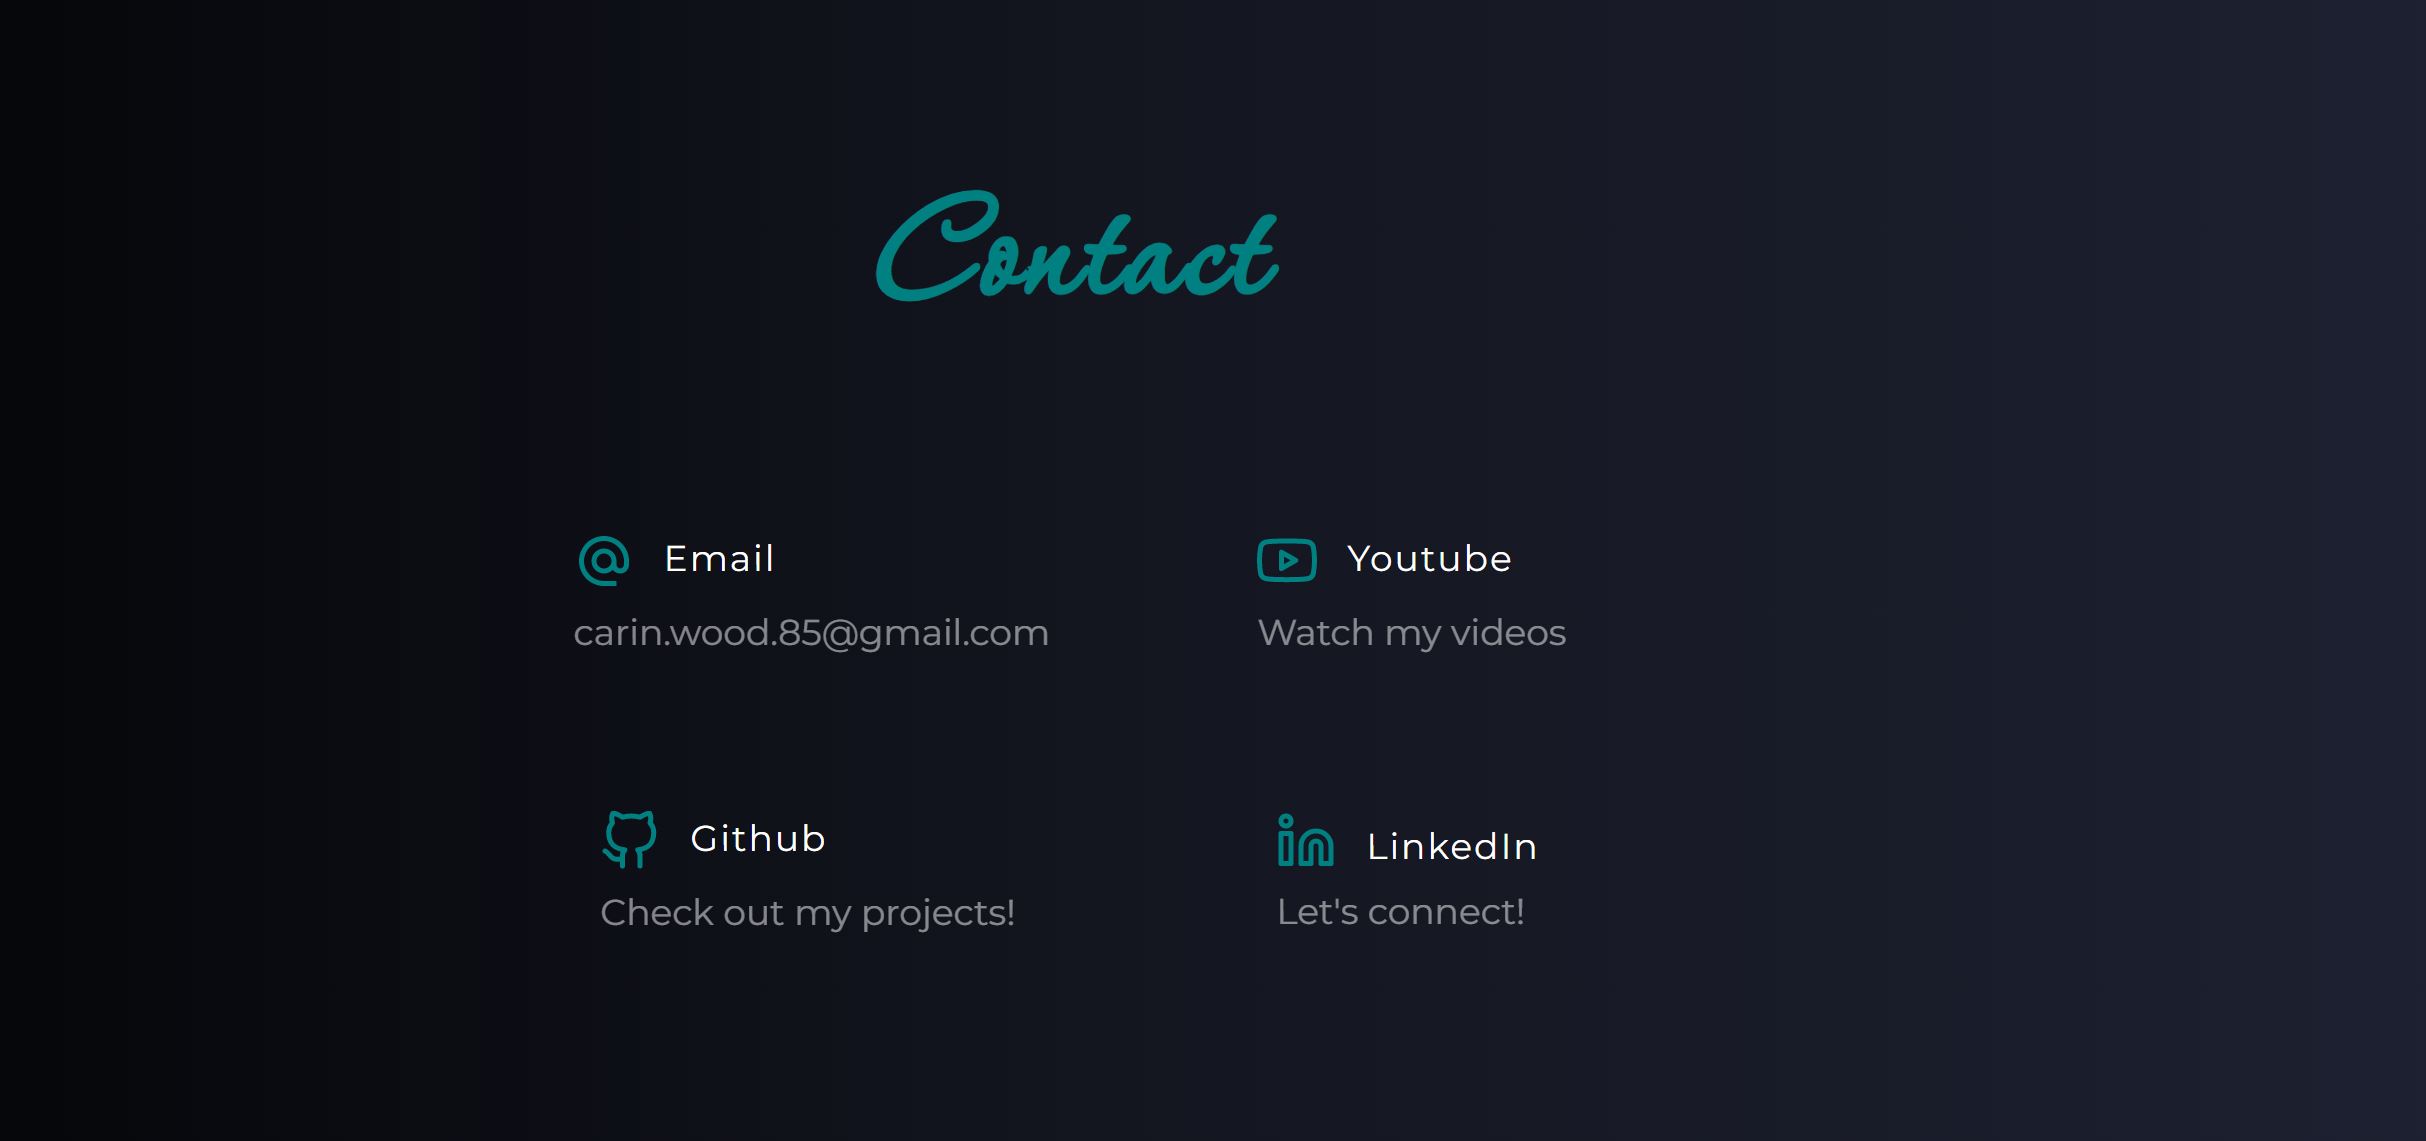 Contact
Email
carin.wood.85@gmail.com
Youtube
Watch my videos
Github
Check out my projects!
LinkedIn
Let's connect!